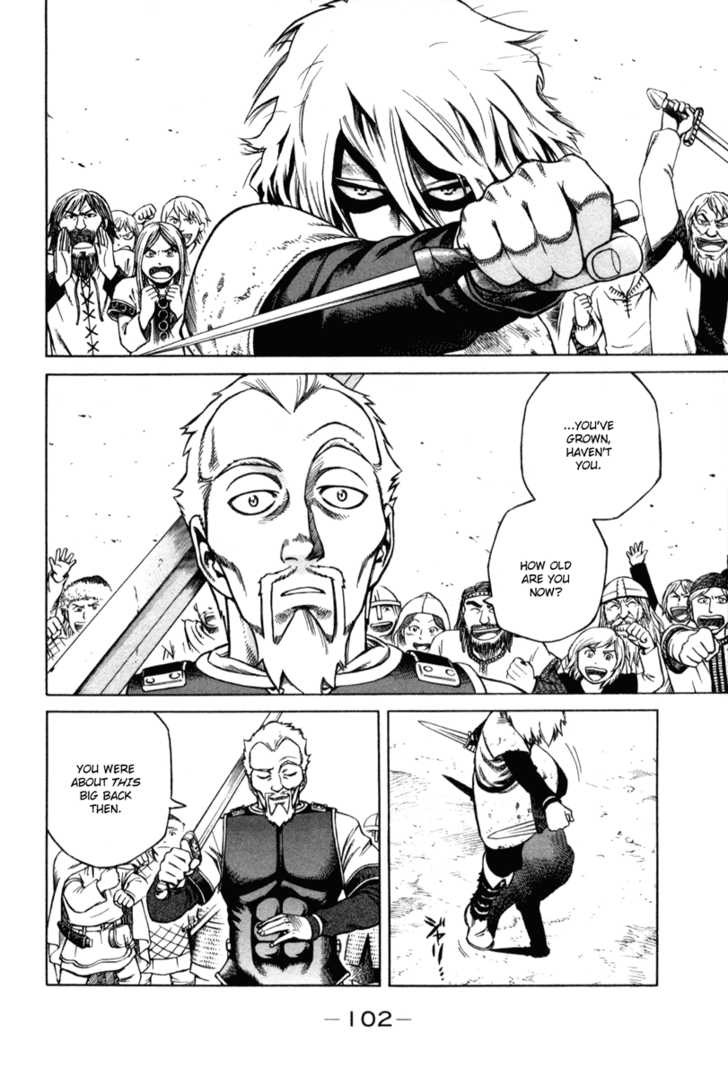 ...YOU'VE
GROWN,
HAVEN'T
YOU.
HOW OLD
ARE YOU
NOW?
YOU WERE
ABOUT THIS
BIG BACK
THEN.
—102—